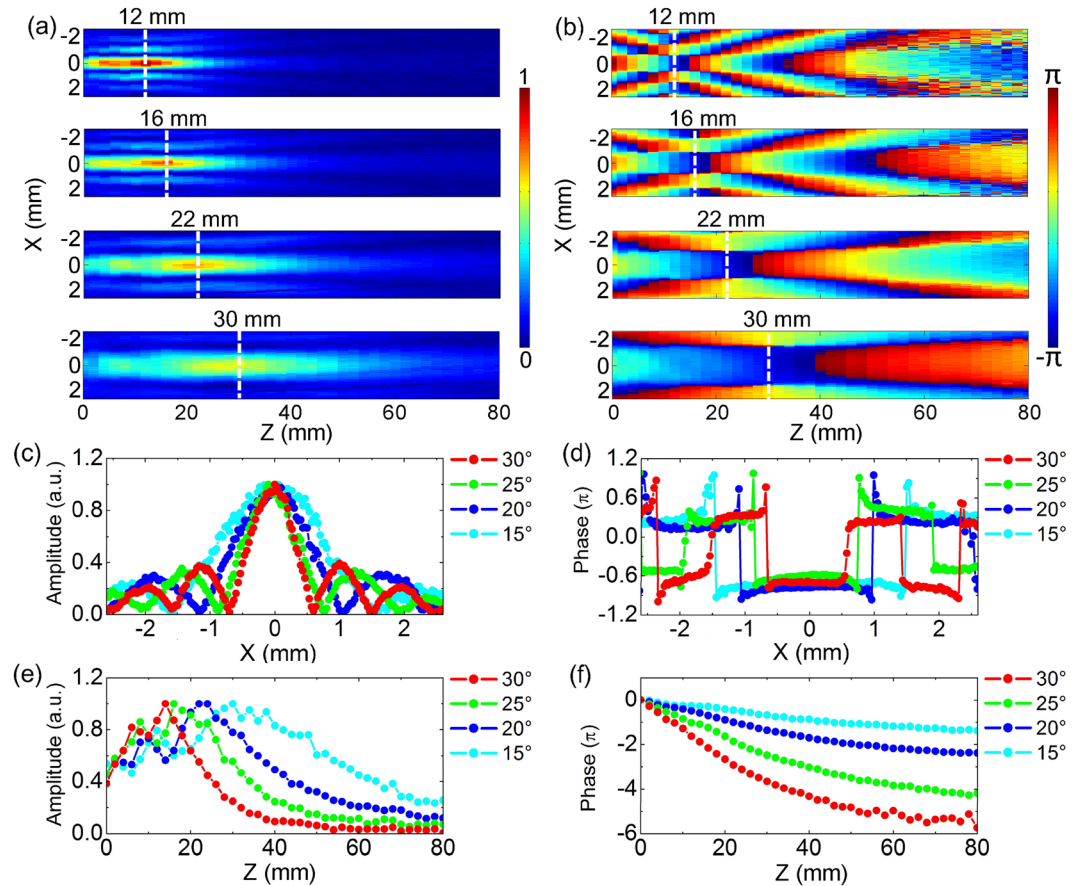 (a)
12 mm
-2
0
2
16 mm
-2
0
2
22 mm
-2
0
2
30 mm
-2
0
2
0 20 40 60 80
Z (mm)
X (mm)
1
0
(b)
12 mm
-2
0
2
16 mm
-2
0
2
22 mm
-2
0
2
30 mm
-2
0
2
0 20 40 60 80
Z (mm)
X (mm)
π
-π
(c)
Amplitude (a.u.)
1.2
0.8
0.4
0.0
-2 -1 0 1 2
X (mm)
30°
25°
20°
15°
(d)
Phase (π)
1.2
0.6
0.0
-0.6
-1.2
-2 -1 0 1 2
X (mm)
30°
25°
20°
15°
(e)
Amplitude (a.u.)
1.2
0.8
0.4
0.0
0 20 40 60 80
Z (mm)
30°
25°
20°
15°
(f)
Phase (π)
0
-2
-4
-6
0 20 40 60 80
Z (mm)
30°
25°
20°
15°